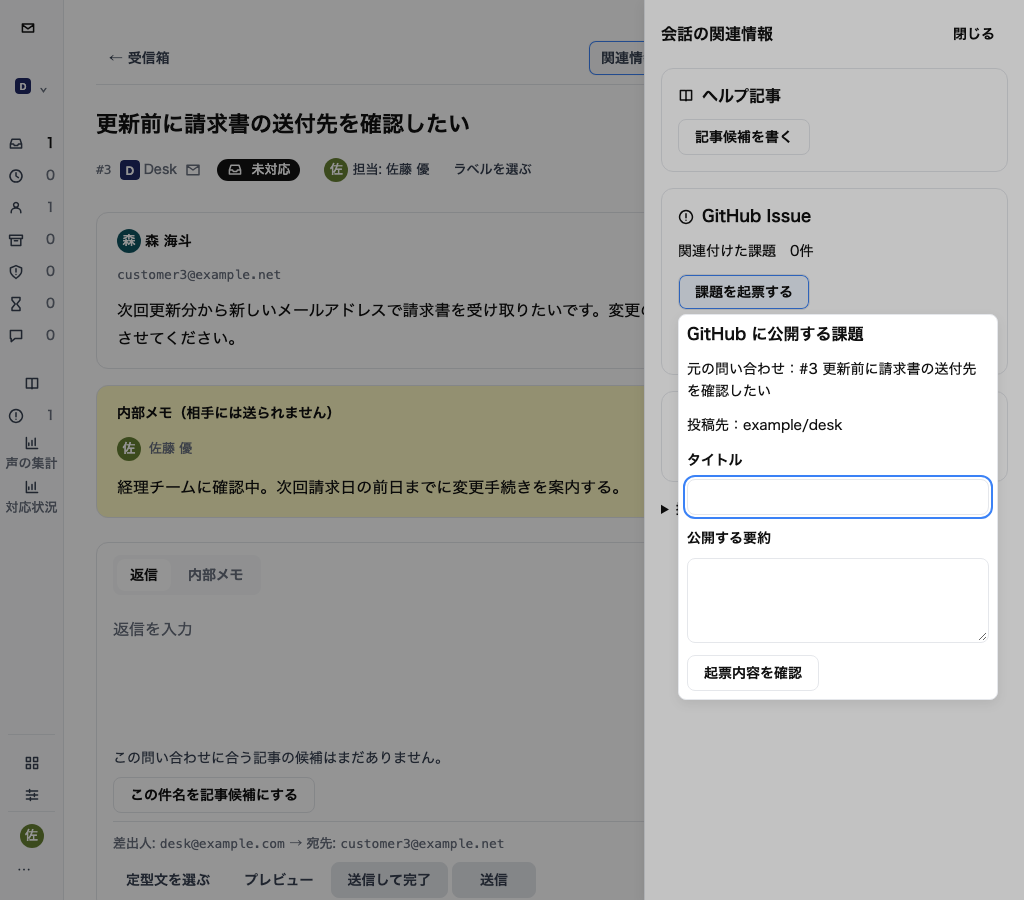 D
1
0
1
0
0
0
0
1
声の集計
対応状況
佐
...
← 受信箱
関連情
更新前に請求書の送付先を確認したい
#3 D Desk 未対応 佐 担当: 佐藤 優 ラベルを選ぶ
森 森 海斗
customer3@example.net
次回更新分から新しいメールアドレスで請求書を受け取りたいです。変更
させてください。
内部メモ（相手には送られません）
佐 佐藤 優
経理チームに確認中。次回請求日の前日までに変更手続きを案内する。
返信 内部メモ
返信を入力
この問い合わせに合う記事の候補はまだありません。
この件名を記事候補にする
差出人: desk@example.com → 宛先: customer3@example.net
定型文を選ぶ プレビュー 送信して完了 送信
会話の関連情報 閉じる
ヘルプ記事
記事候補を書く
GitHub Issue
関連付けた課題 0件
課題を起票する
GitHub に公開する課題
元の問い合わせ：#3 更新前に請求書の送付先
を確認したい
投稿先：example/desk
タイトル
公開する要約
起票内容を確認